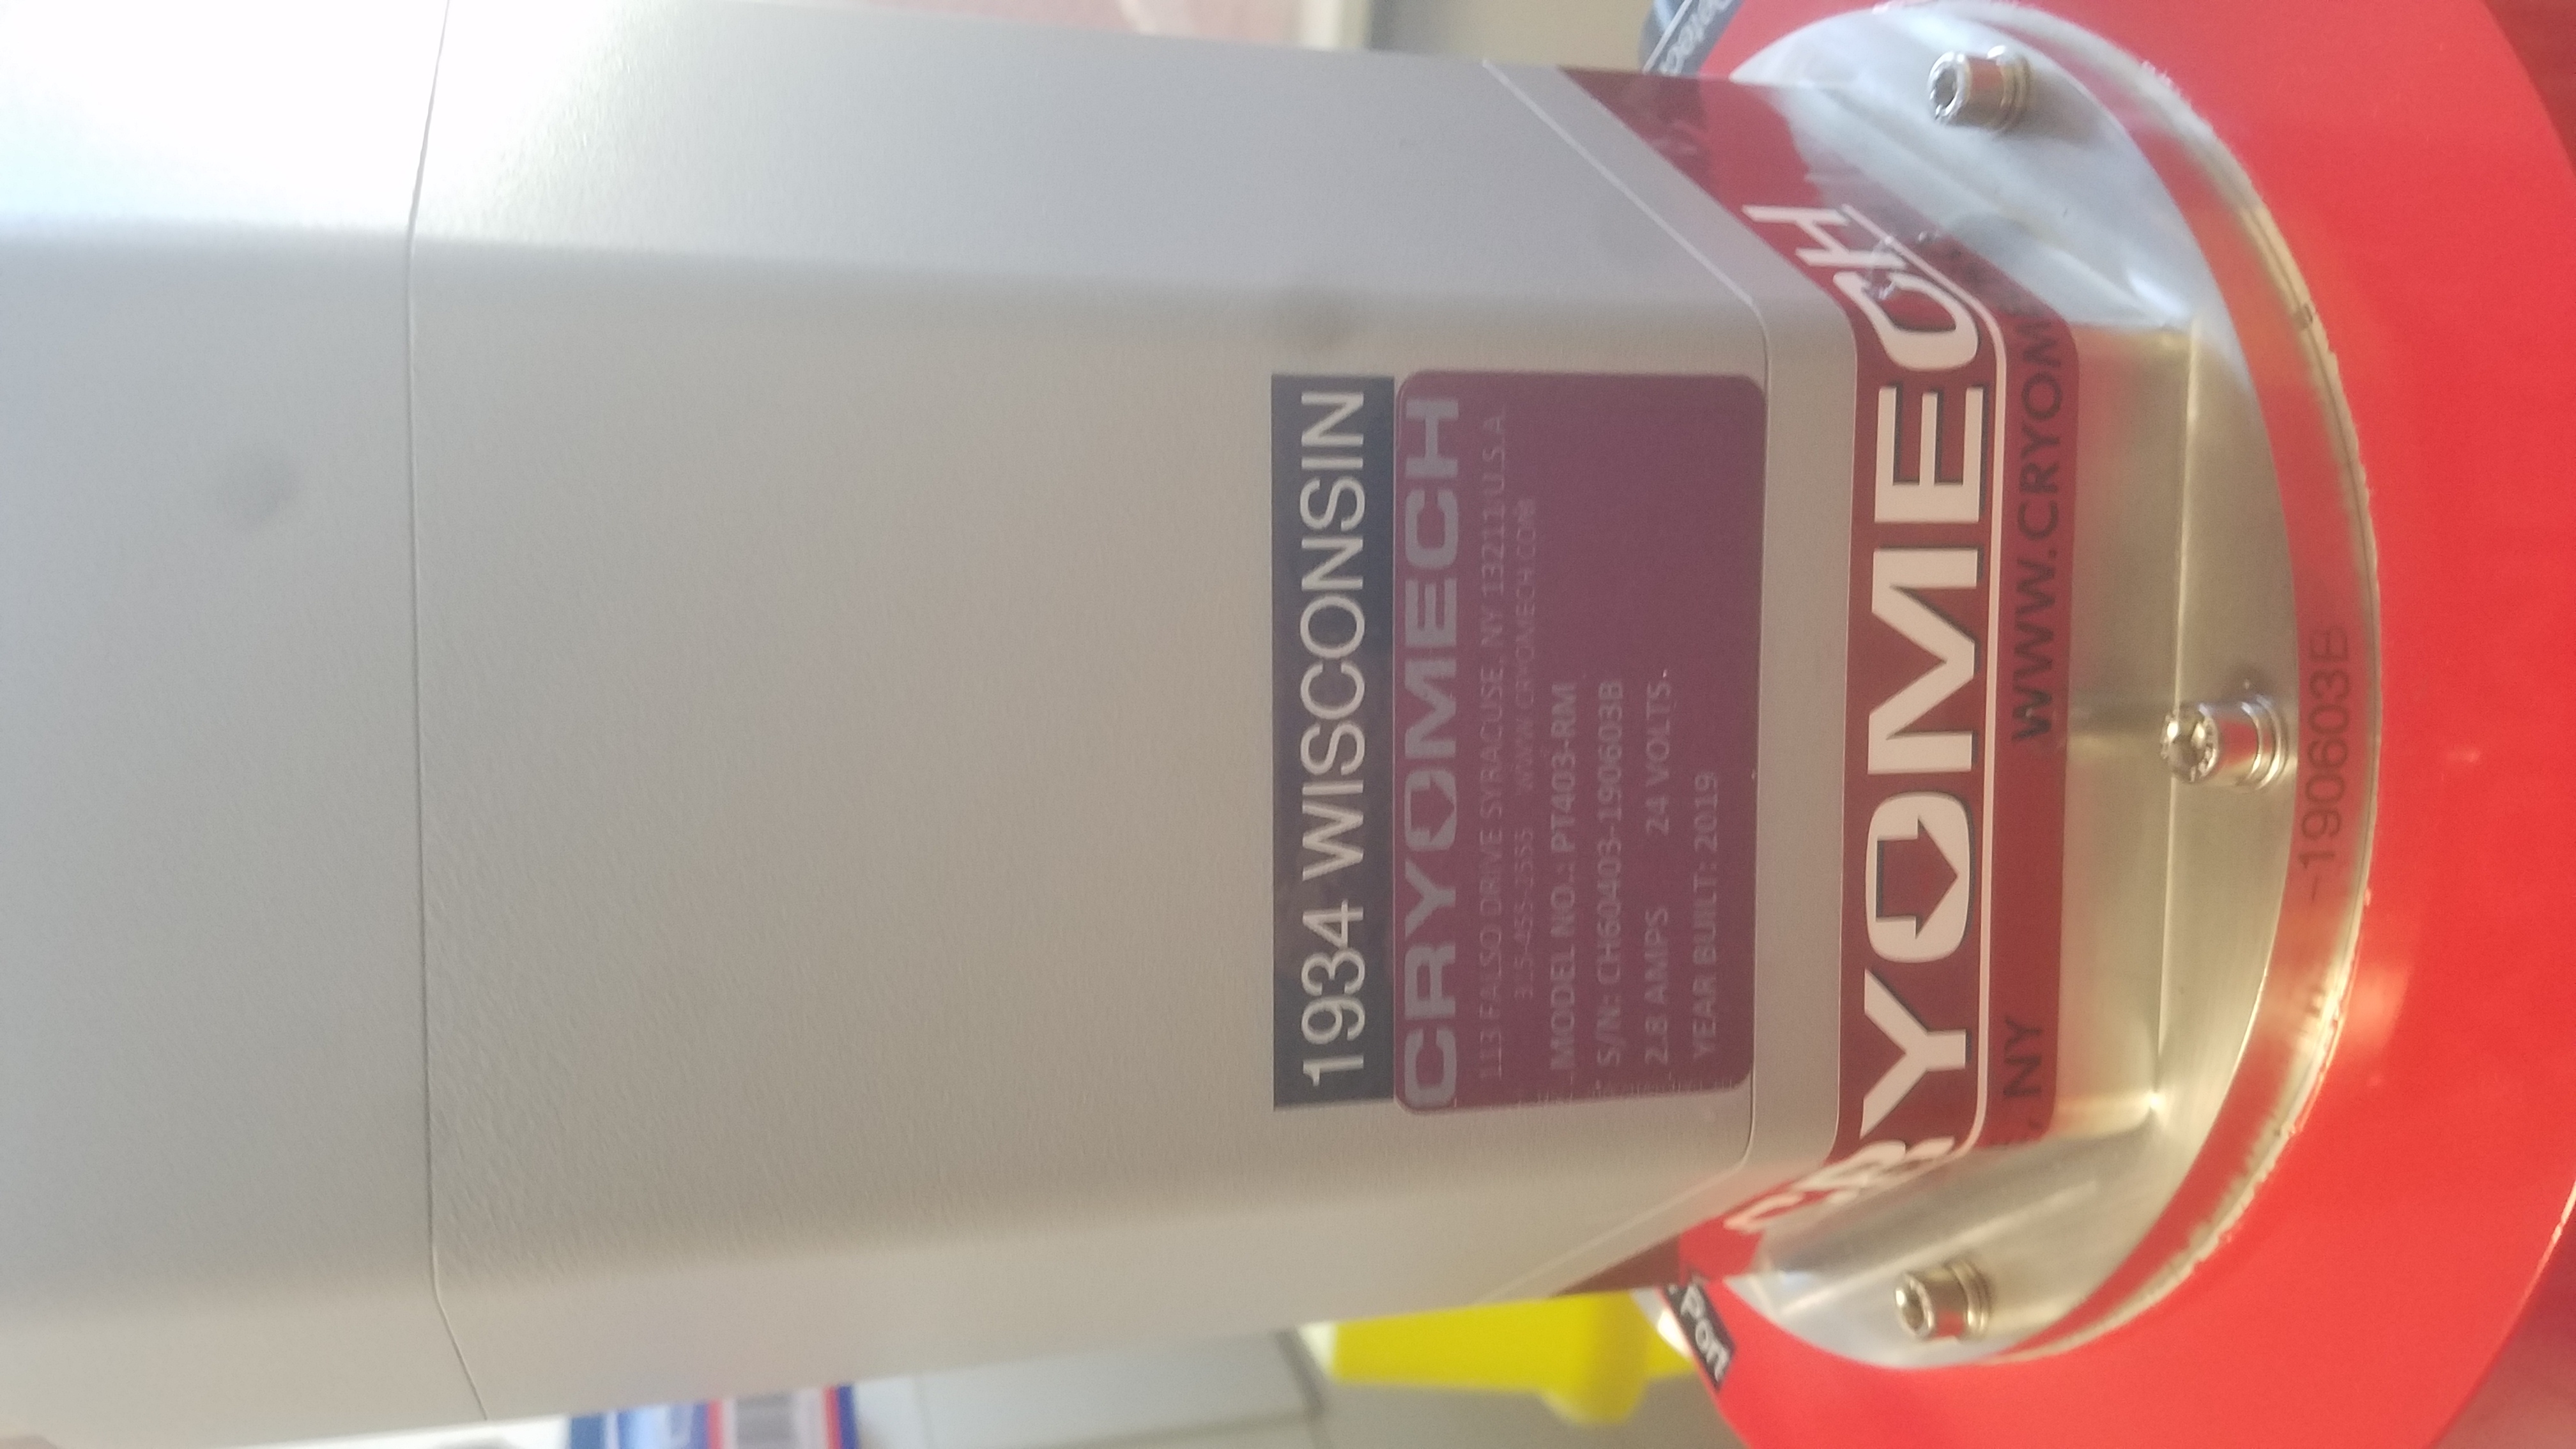 1934 WISCONSIN
CRYOMECH
113 FALSO DRIVE SYRACUSE, NY 13211 U.S.A.
315-455-2555 WWW.CRYOMECH.COM
MODEL NO.: PT403-RM
S/N: CH60403-190603B
2.8 AMPS 24 VOLTS
YEAR BUILT: 2019
Port
CRYOMECH
, NY WWW.CRYOM
-190603B